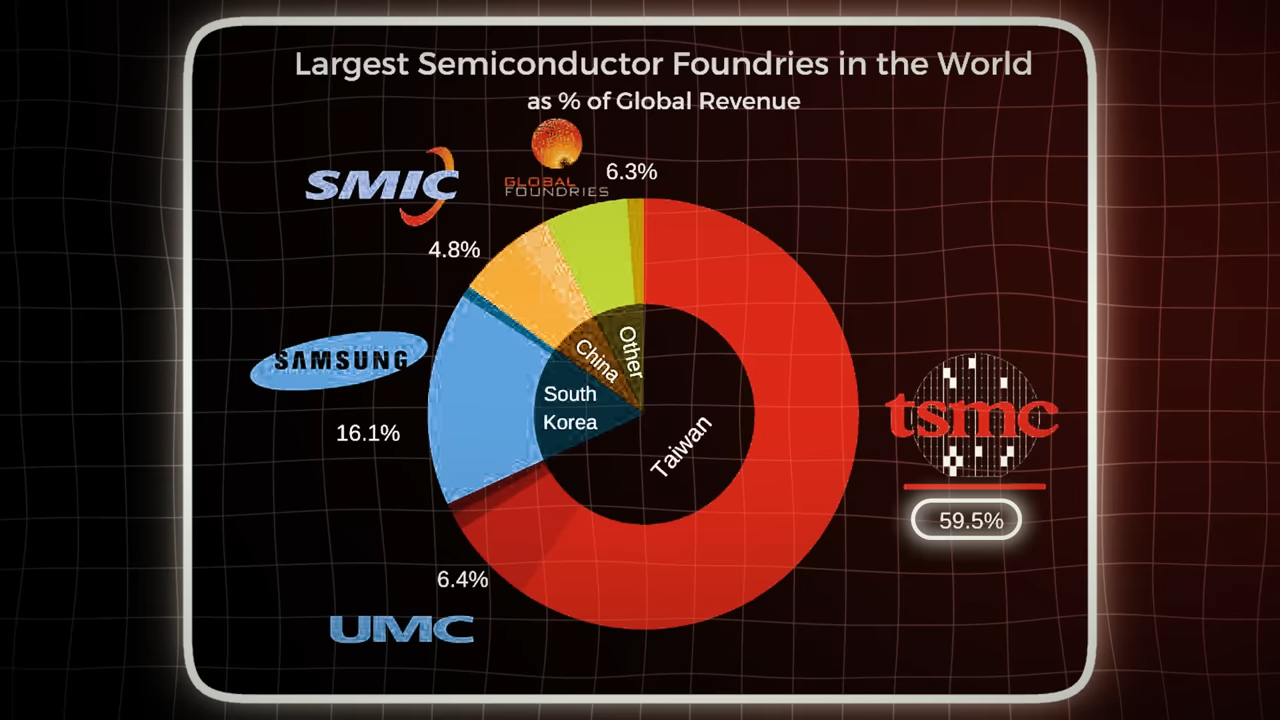 Largest Semiconductor Foundries in the World
as % of Global Revenue
SMIC
GLOBAL
FOUNDRIES
6.3%
4.8%
SAMSUNG
16.1%
Other
China
South
Korea
Taiwan
tsmc
59.5%
6.4%
UMC